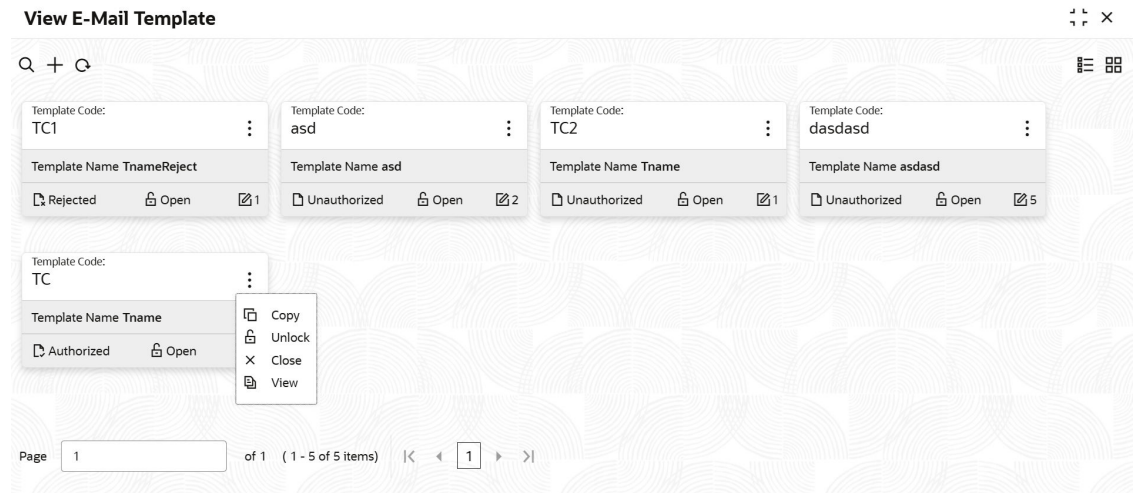 View E-Mail Template
Template Code: Template Code: Template Code: Template Code:
TC1 asd TC2 dasdasd
Template Name TnameReject Template Name asd Template Name Tname Template Name asdasd
Rejected Open 1 Unauthorized Open 2 Unauthorized Open 1 Unauthorized Open 5
Template Code:
TC
Template Name Tname
Copy
Unlock
Authorized Open
Close
View
Page 1 of 1 ( 1 - 5 of 5 items) 1